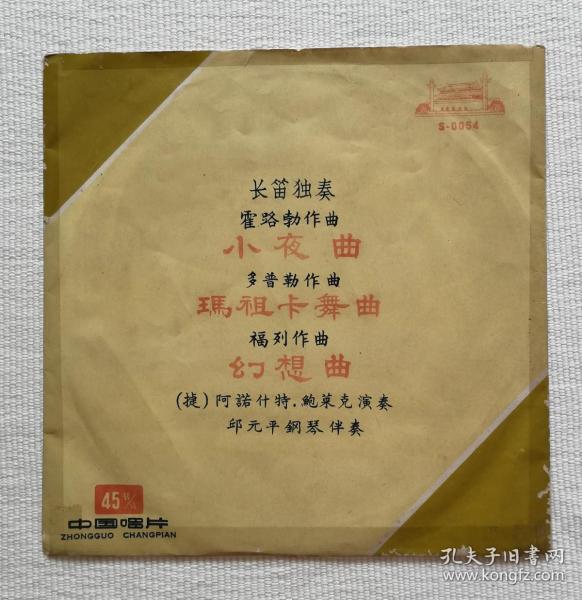 S-0054
长笛独奏
霍路勃作曲
小夜曲
多普勒作曲
瑪祖卡舞曲
福列作曲
幻想曲
(捷)阿諾什特.鮑萊克演奏
邱元平鋼琴伴奏
45
中国唱片
ZHONGGUO CHANGPIAN
孔夫子旧书网
www.kongfz.com